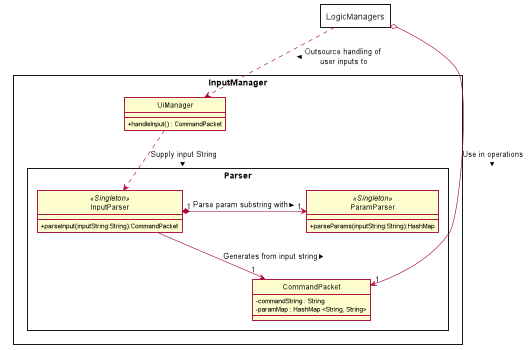 LogicManagers
◄ Outsource handling of
user inputs to
InputManager
UiManager
+handleInput() : CommandPacket
Supply input String
▼
Use in operations
▼
Parser
«Singleton»
InputParser
+parseInput(inputString:String):CommandPacket
1 Parse param substring with► 1
«Singleton»
ParamParser
+parseParams(inputString:String):HashMap
Generates from input string►
1
1
CommandPacket
-commandString : String
-paramMap : HashMap <String, String>